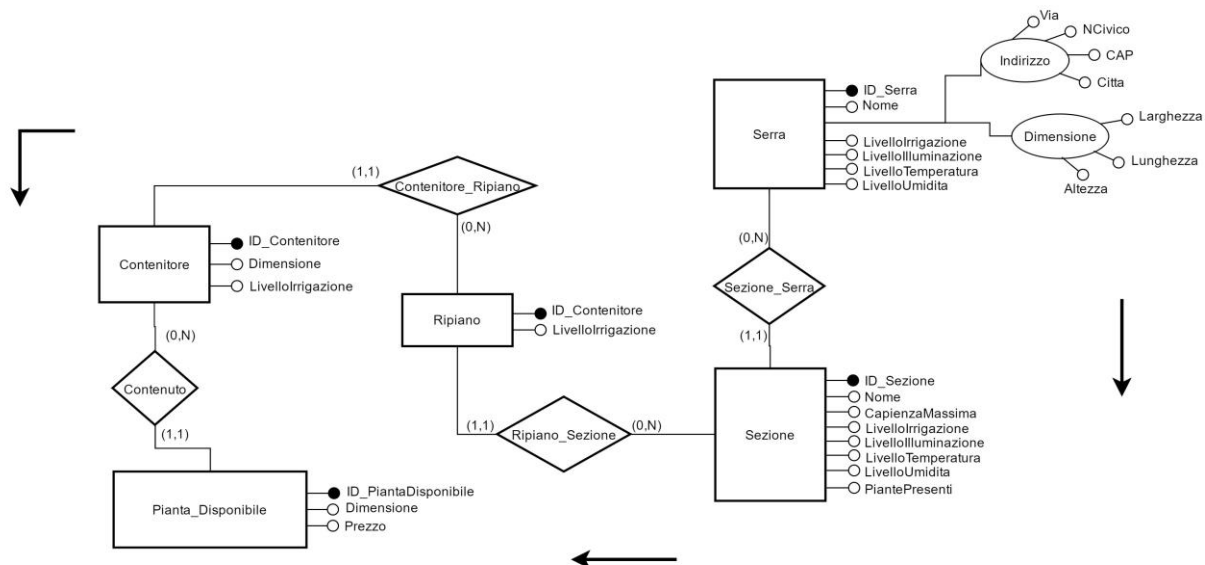 Via
NCivico
Indirizzo
CAP
Citta
ID_Serra
Nome
Serra
Larghezza
Dimensione
Lunghezza
Altezza
LivelloIrrigazione
LivelloIlluminazione
LivelloTemperatura
LivelloUmidita
(1,1)
Contenitore_Ripiano
(0,N)
(0,N)
Contenitore
ID_Contenitore
Dimensione
LivelloIrrigazione
Sezione_Serra
Ripiano
ID_Contenitore
LivelloIrrigazione
(0,N)
(1,1)
Contenuto
(1,1)
(1,1)
Ripiano_Sezione
(0,N)
Sezione
ID_Sezione
Nome
CapienzaMassima
LivelloIrrigazione
LivelloIlluminazione
LivelloTemperatura
LivelloUmidita
PiantePresenti
Pianta_Disponibile
ID_PiantaDisponibile
Dimensione
Prezzo